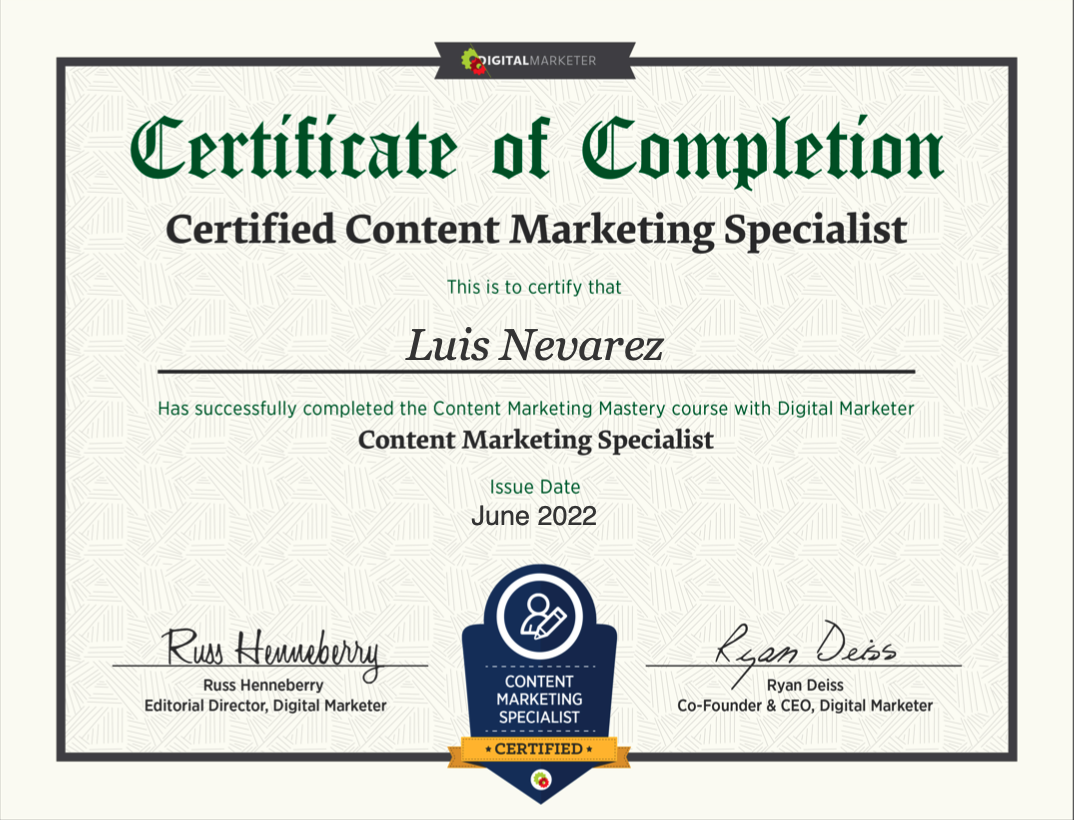 DIGITALMARKETER
Certificate of Completion
Certified Content Marketing Specialist
This is to certify that
Luis Nevarez
Has successfully completed the Content Marketing Mastery course with Digital Marketer
Content Marketing Specialist
Issue Date
June 2022
Russ Henneberry
Russ Henneberry
Editorial Director, Digital Marketer
CONTENT
MARKETING
SPECIALIST
CERTIFIED
Ryan Deiss
Ryan Deiss
Co-Founder & CEO, Digital Marketer